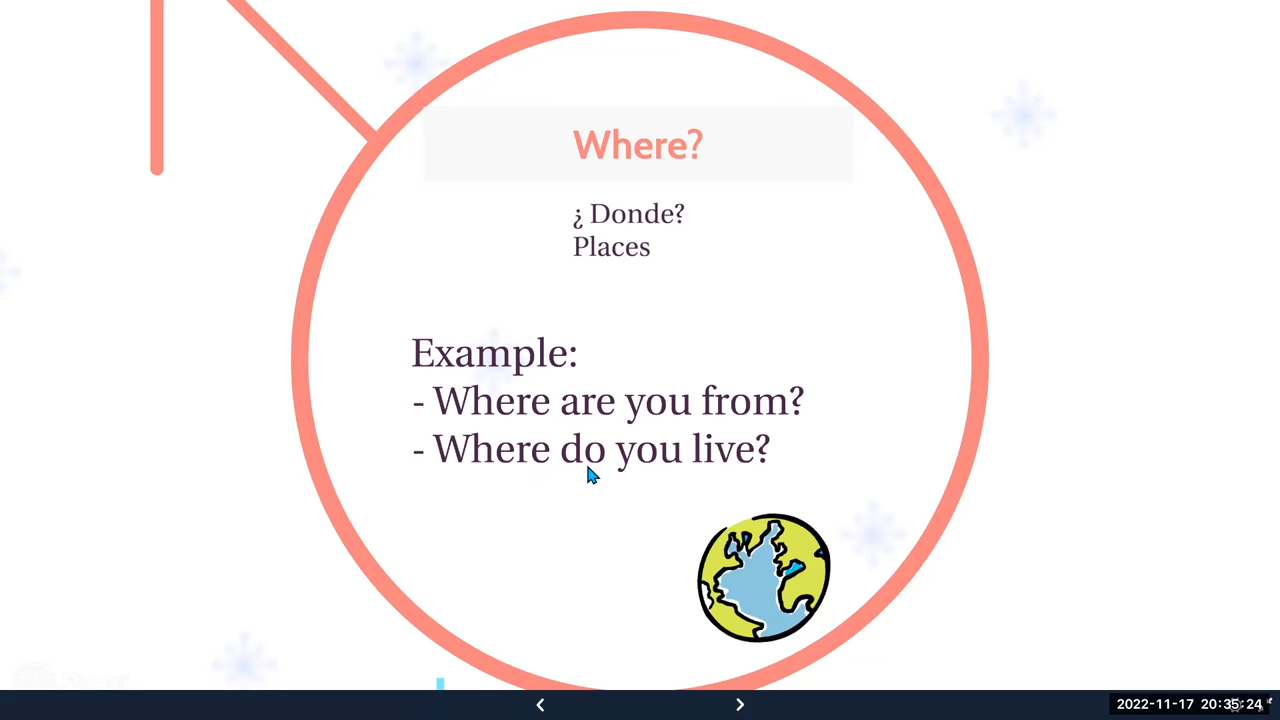 Where?
¿ Donde?
Places
Example:
- Where are you from?
- Where do you live?
2022-11-17 20:35:24